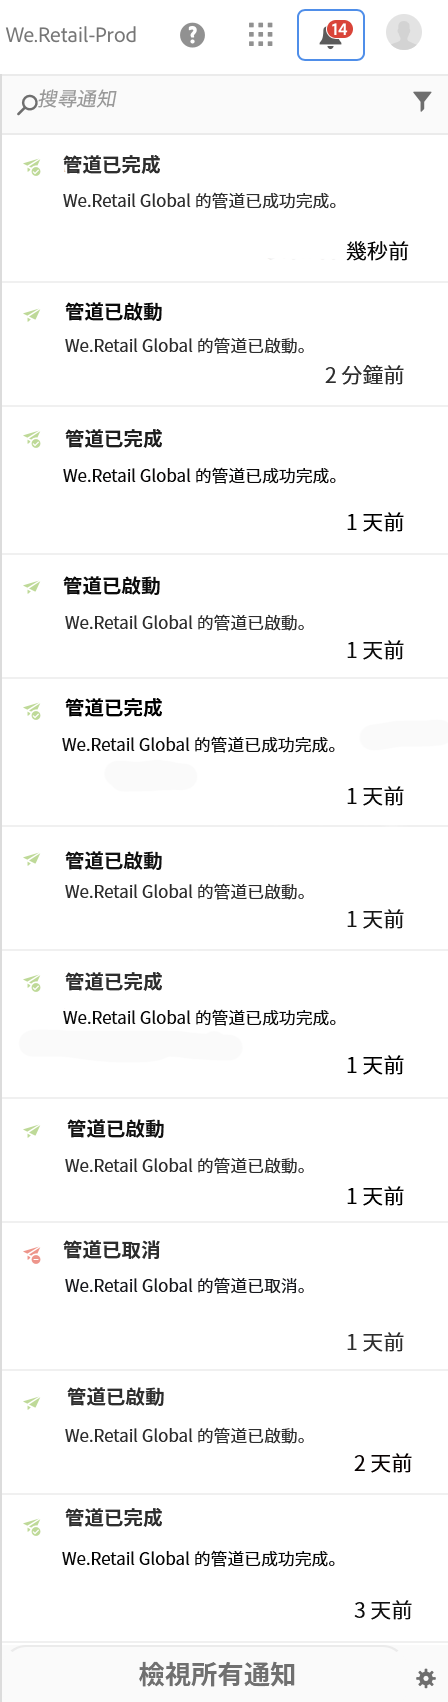 We.Retail-Prod
14
搜尋通知
管道已完成
We.Retail Global 的管道已成功完成。
幾秒前
管道已啟動
We.Retail Global 的管道已啟動。
2 分鐘前
管道已完成
We.Retail Global 的管道已成功完成。
1 天前
管道已啟動
We.Retail Global 的管道已啟動。
1 天前
管道已完成
We.Retail Global 的管道已成功完成。
1 天前
管道已啟動
We.Retail Global 的管道已啟動。
1 天前
管道已完成
We.Retail Global 的管道已成功完成。
1 天前
管道已啟動
We.Retail Global 的管道已啟動。
1 天前
管道已取消
We.Retail Global 的管道已取消。
1 天前
管道已啟動
We.Retail Global 的管道已啟動。
2 天前
管道已完成
We.Retail Global 的管道已成功完成。
3 天前
檢視所有通知